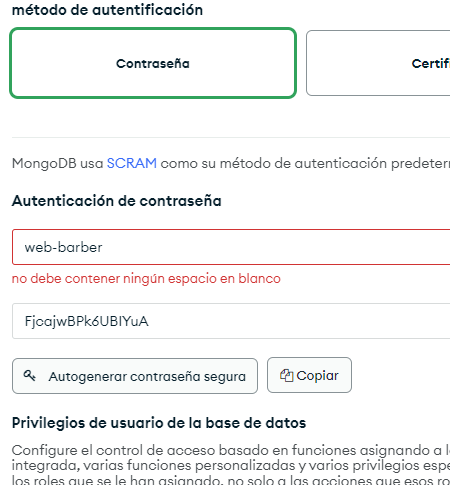 método de autentificación
Contraseña
Certif
MongoDB usa SCRAM como su método de autenticación predeterr
Autenticación de contraseña
web-barber
no debe contener ningún espacio en blanco
FjcajwBPk6UBIYuA
Autogenerar contraseña segura
Copiar
Privilegios de usuario de la base de datos
Configure el control de acceso basado en funciones asignando a l
integrada, varias funciones personalizadas y varios privilegios espe
los roles que se le han asignado, no solo a las acciones que esos ro